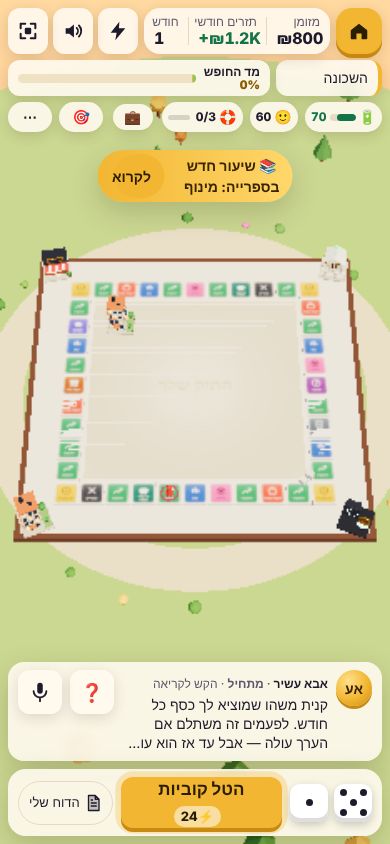 מזומן
₪800
תזרים חודשי
+₪1.2K
חודש
1
השכונה
מד החופש
0%
70
60
0/3
...
📚 שיעור חדש
בספרייה: מינוף
לקרוא
התיק שלך
אע
אבא עשיר · מתחיל · הקש לקריאה
קנית משהו שמוציא לך כסף כל
חודש. לפעמים זה משתלם אם
הערך עולה — אבל עד אז הוא עו...
הטל קוביות
⚡24
הדוח שלי